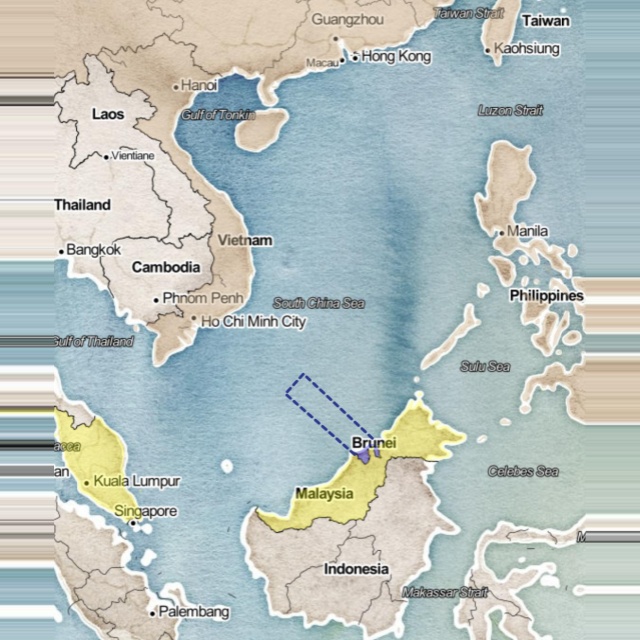 Guangzhou
Taiwan Strait
Taiwan
Macau
Hong Kong
Kaohsiung
Hanoi
Gulf of Tonkin
Luzon Strait
Laos
Vientiane
Thailand
Manila
Vietnam
Bangkok
Cambodia
Phnom Penh
South China Sea
Philippines
Ho Chi Minh City
Gulf of Thailand
Sulu Sea
Brunei
acca
an
Kuala Lumpur
Celebes Sea
Malaysia
Singapore
M
Indonesia
Makassar Strait
Palembang